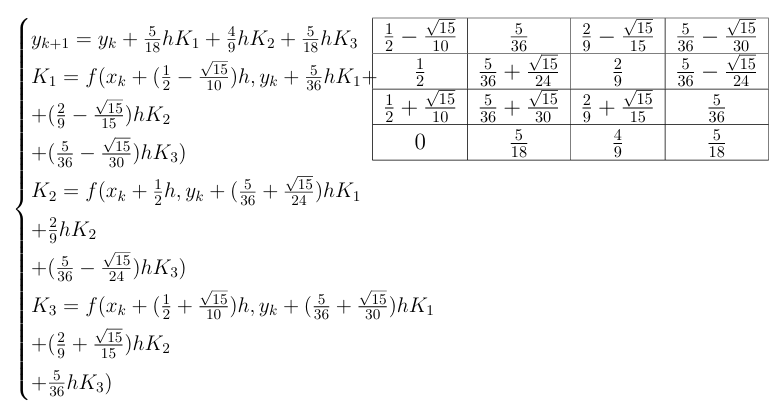 y_{k+1} = y_k + \frac{5}{18}hK_1 + \frac{4}{9}hK_2 + \frac{5}{18}hK_3
K_1 = f(x_k + (\frac{1}{2} - \frac{\sqrt{15}}{10})h, y_k + \frac{5}{36}hK_1+
+(\frac{2}{9} - \frac{\sqrt{15}}{15})hK_2
+(\frac{5}{36} - \frac{\sqrt{15}}{30})hK_3)
K_2 = f(x_k + \frac{1}{2}h, y_k + (\frac{5}{36} + \frac{\sqrt{15}}{24})hK_1
+\frac{2}{9}hK_2
+(\frac{5}{36} - \frac{\sqrt{15}}{24})hK_3)
K_3 = f(x_k + (\frac{1}{2} + \frac{\sqrt{15}}{10})h, y_k + (\frac{5}{36} + \frac{\sqrt{15}}{30})hK_1
+(\frac{2}{9} + \frac{\sqrt{15}}{15})hK_2
+\frac{5}{36}hK_3)
\frac{1}{2} - \frac{\sqrt{15}}{10} \frac{5}{36} \frac{2}{9} - \frac{\sqrt{15}}{15} \frac{5}{36} - \frac{\sqrt{15}}{30}
\frac{1}{2} \frac{5}{36} + \frac{\sqrt{15}}{24} \frac{2}{9} \frac{5}{36} - \frac{\sqrt{15}}{24}
\frac{1}{2} + \frac{\sqrt{15}}{10} \frac{5}{36} + \frac{\sqrt{15}}{30} \frac{2}{9} + \frac{\sqrt{15}}{15} \frac{5}{36}
0 \frac{5}{18} \frac{4}{9} \frac{5}{18}